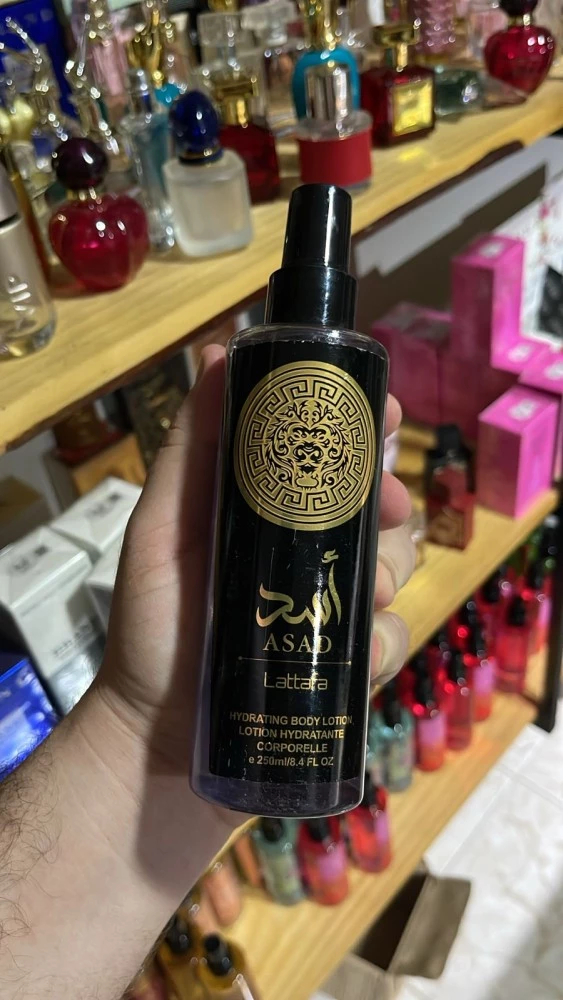 أسد
ASAD
Lattafa
HYDRATING BODY LOTION
LOTION HYDRATANTE
CORPORELLE
e 250ml/8.4 FL OZ